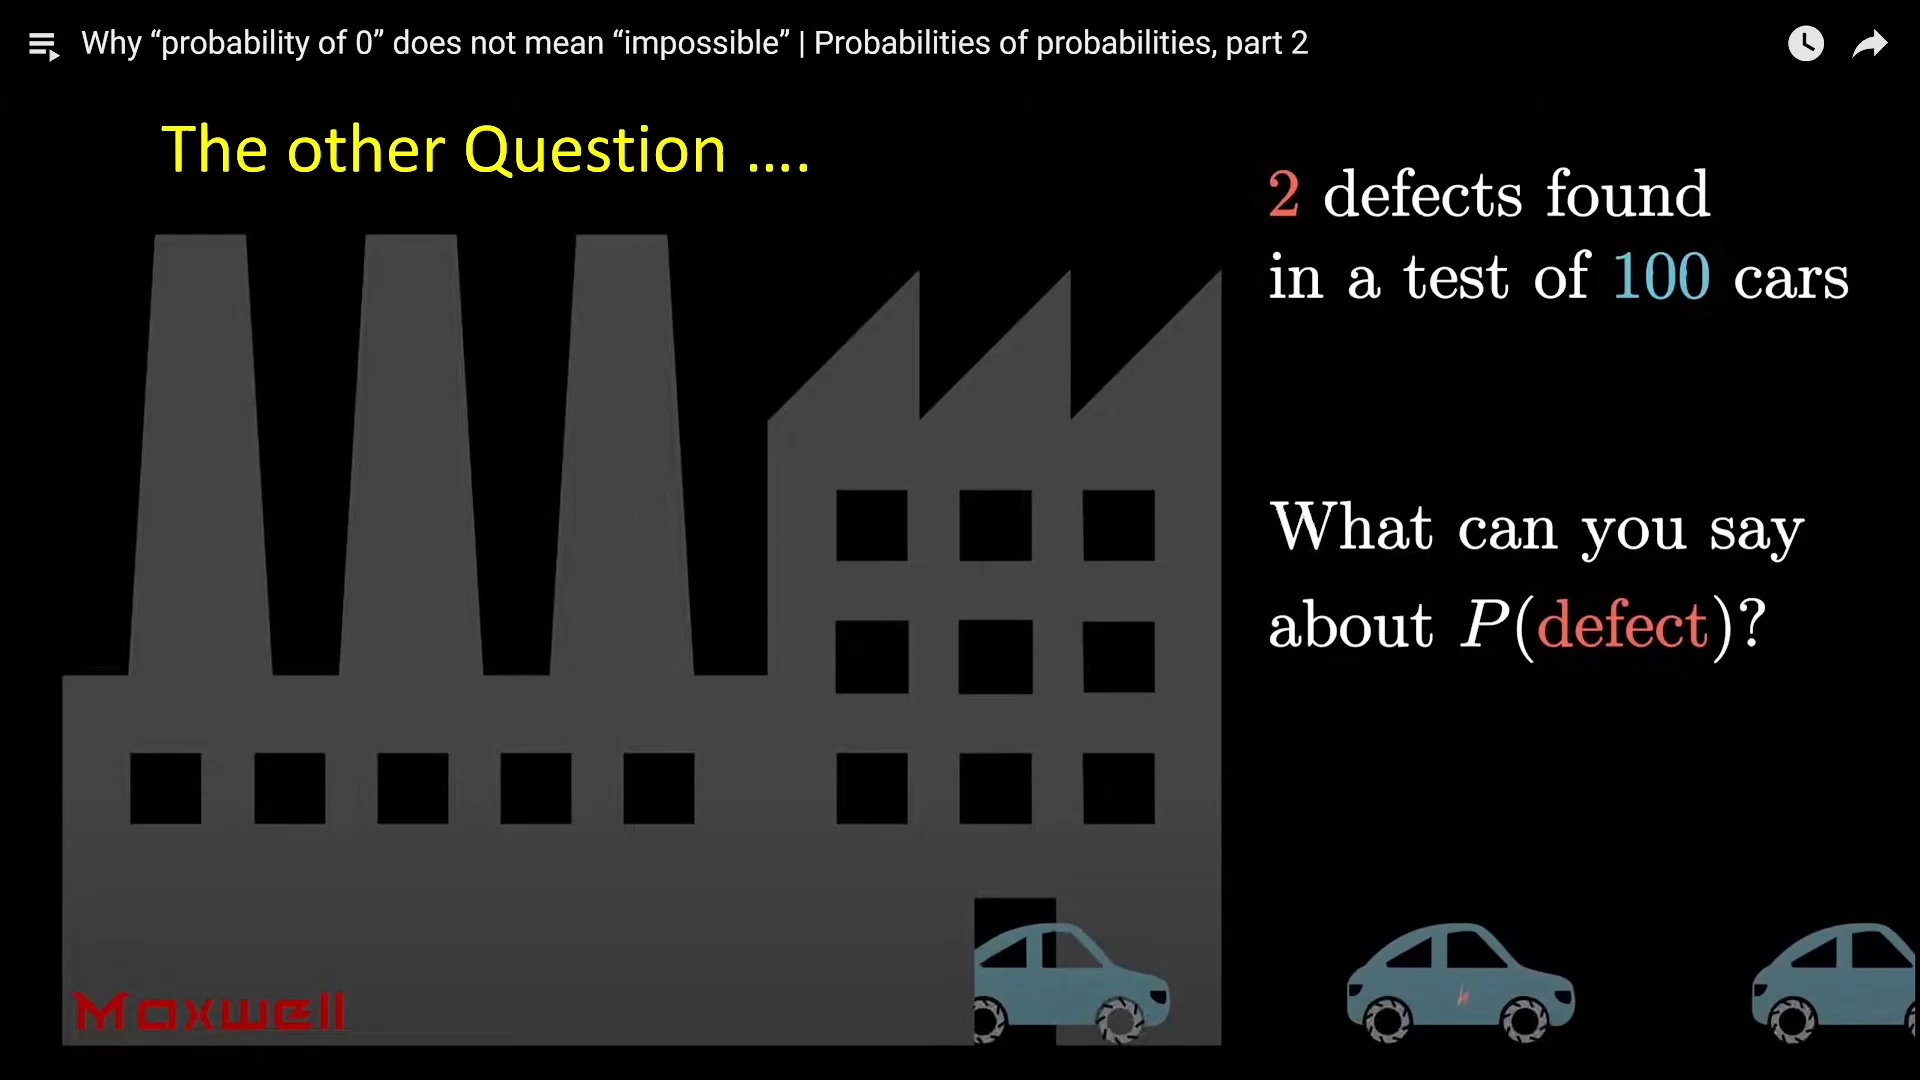 Why “probability of 0” does not mean “impossible” | Probabilities of probabilities, part 2
The other Question ....
2 defects found
in a test of 100 cars
What can you say
about P(defect)?
Maxwell